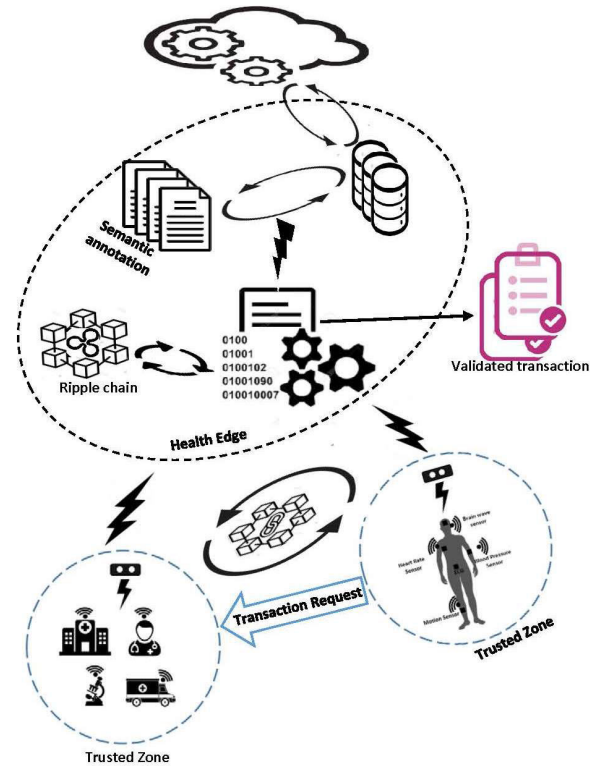 Semantic
annotation
0100
01001
0100102
01001090
010010007
Ripple chain
Validated transaction
Health Edge
Brain wave
sensor
Heart Rate
Sensor
Blood Pressure
Sensor
Motion Sensor
Transaction Request
Trusted Zone
Trusted Zone